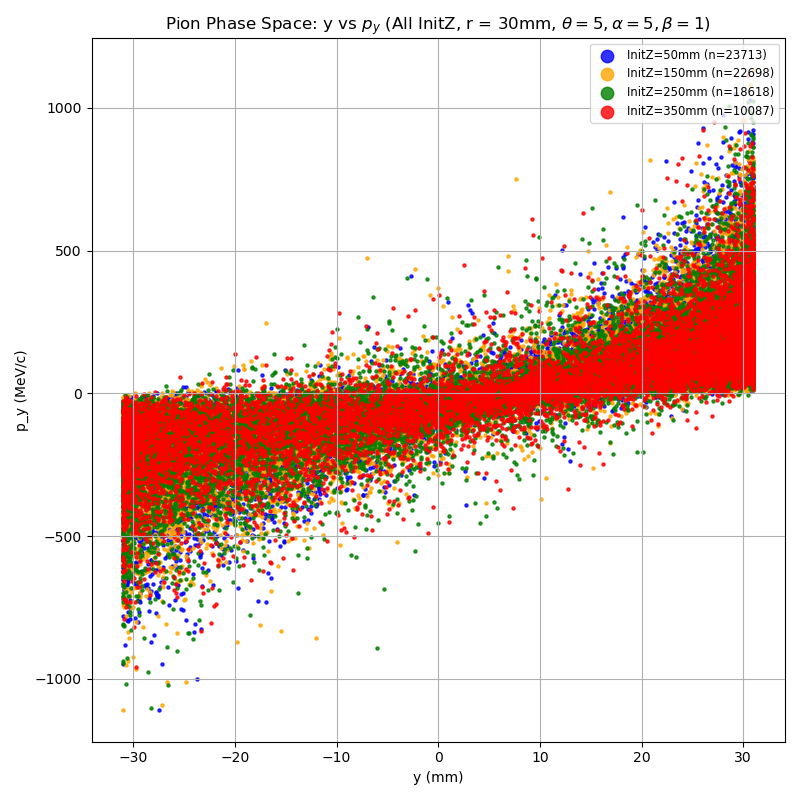 Pion Phase Space: y vs $p_y$ (All InitZ, r = 30mm, $\theta = 5, \alpha = 5, \beta = 1$)
InitZ=50mm (n=23713)
InitZ=150mm (n=22698)
InitZ=250mm (n=18618)
InitZ=350mm (n=10087)
1000
500
0
−500
−1000
p_y (MeV/c)
−30 −20 −10 0 10 20 30
y (mm)